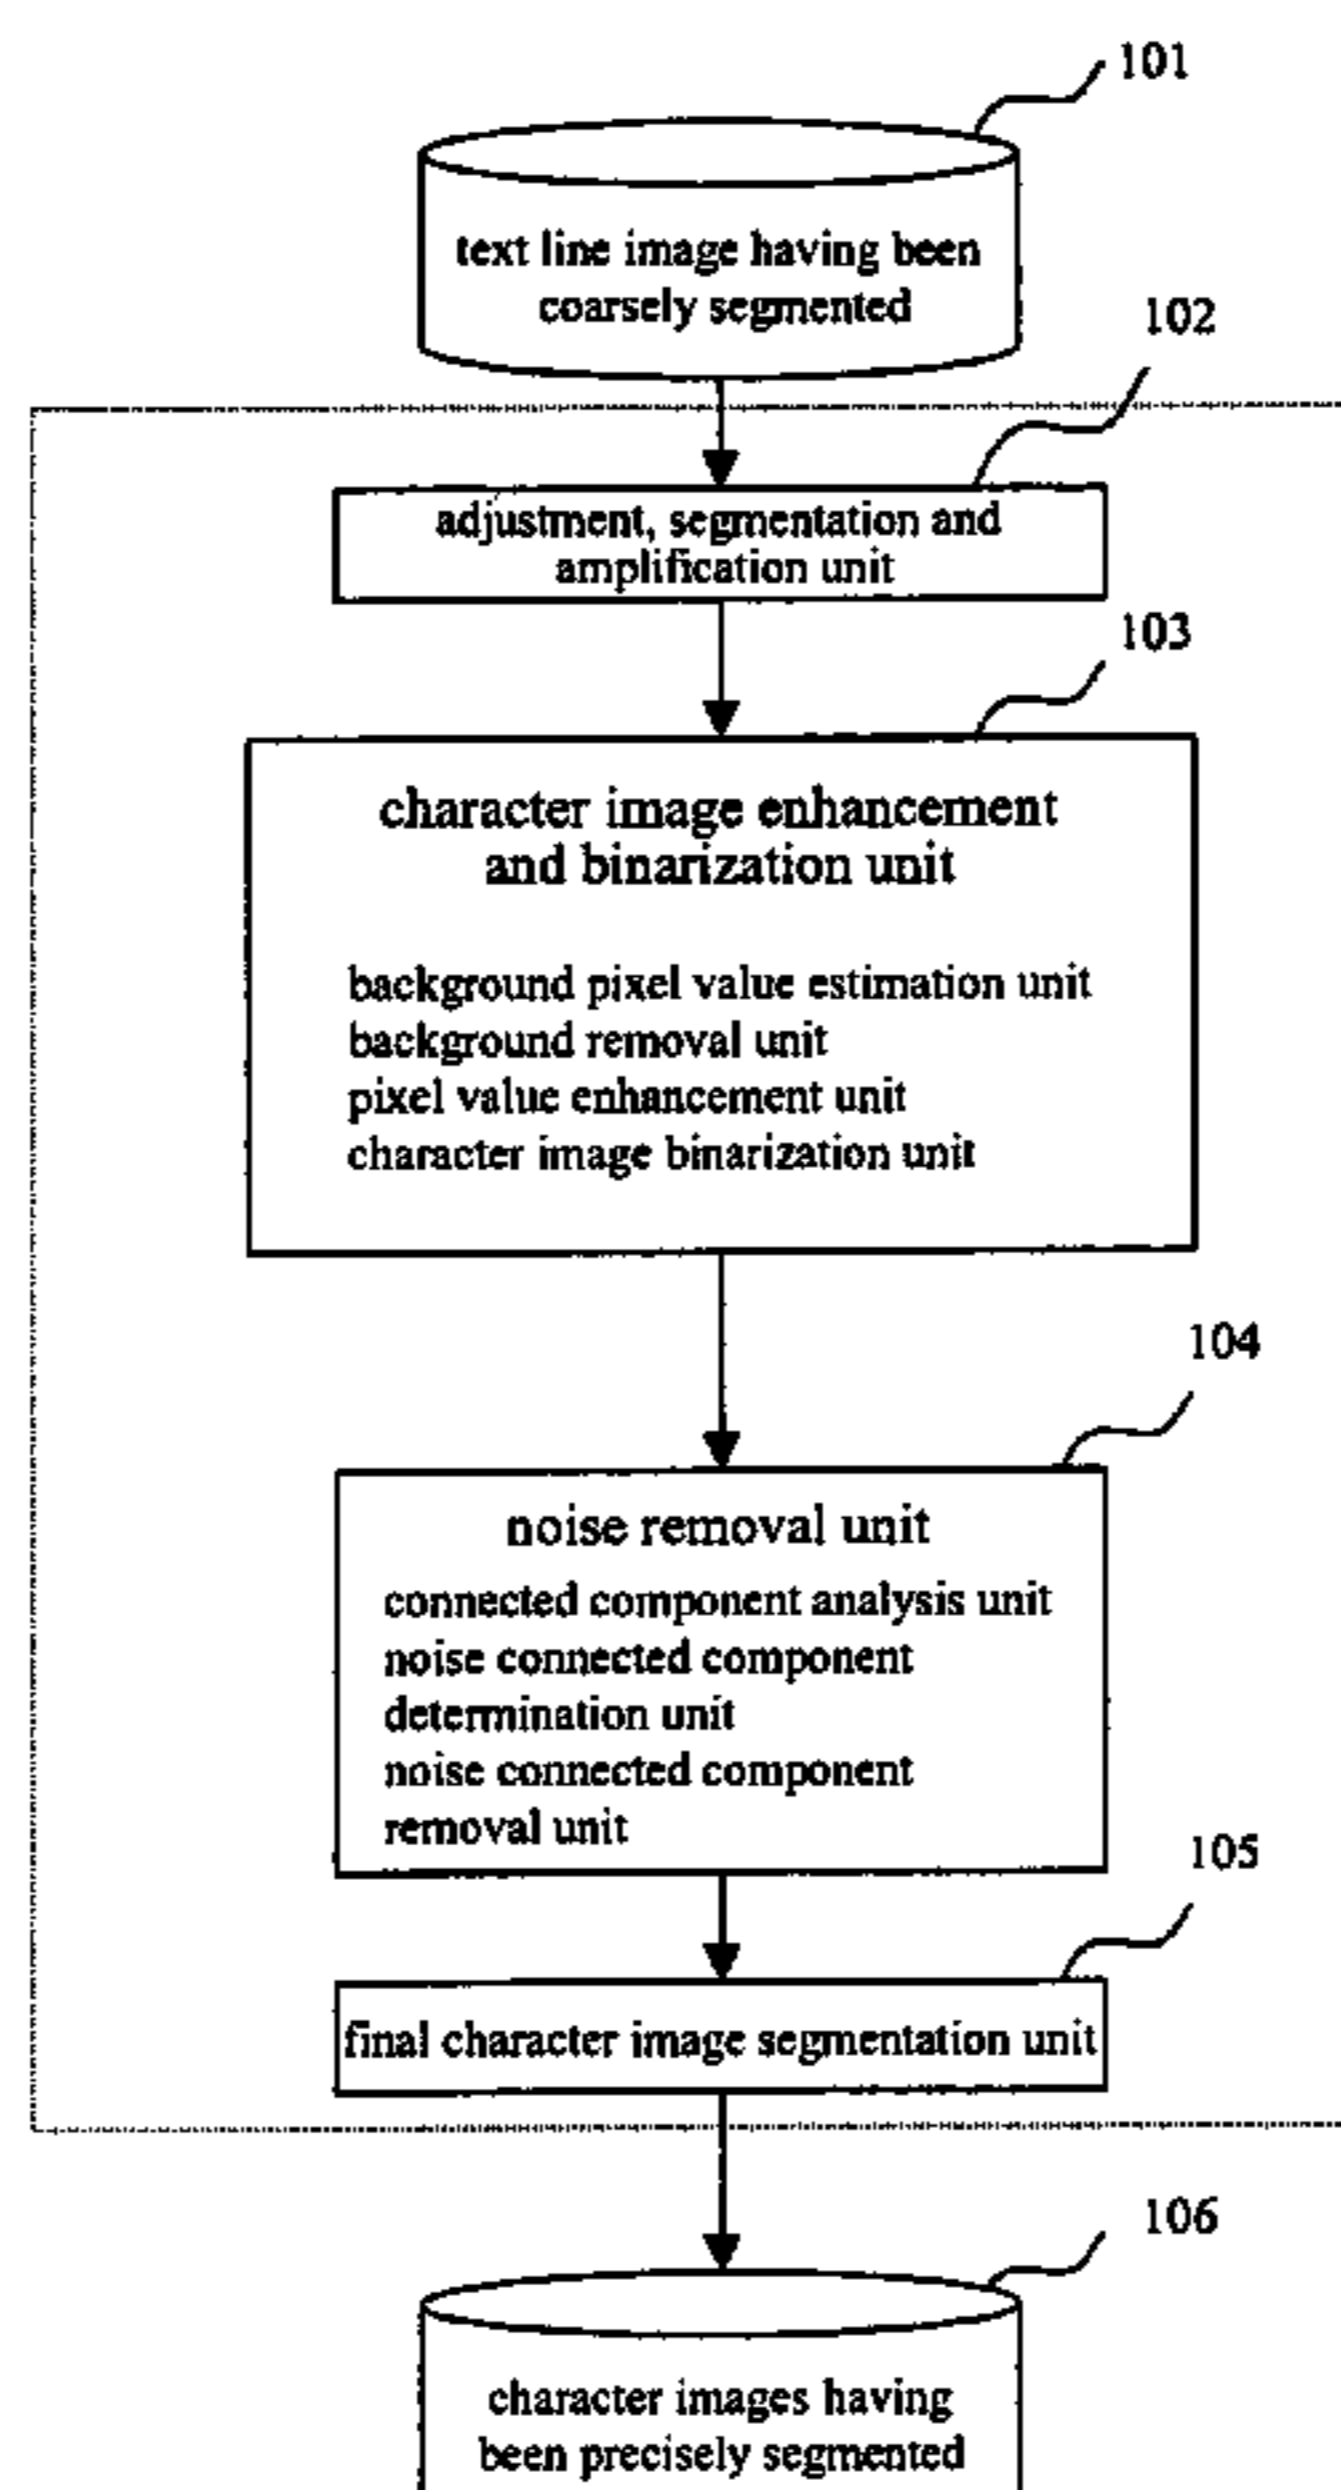 101
text line image having been
coarsely segmented
102
adjustment, segmentation and
amplification unit
103
character image enhancement
and binarization unit
background pixel value estimation unit
background removal unit
pixel value enhancement unit
character image binarization unit
104
noise removal unit
connected component analysis unit
noise connected component
determination unit
noise connected component
removal unit
105
final character image segmentation unit
106
character images having
been precisely segmented